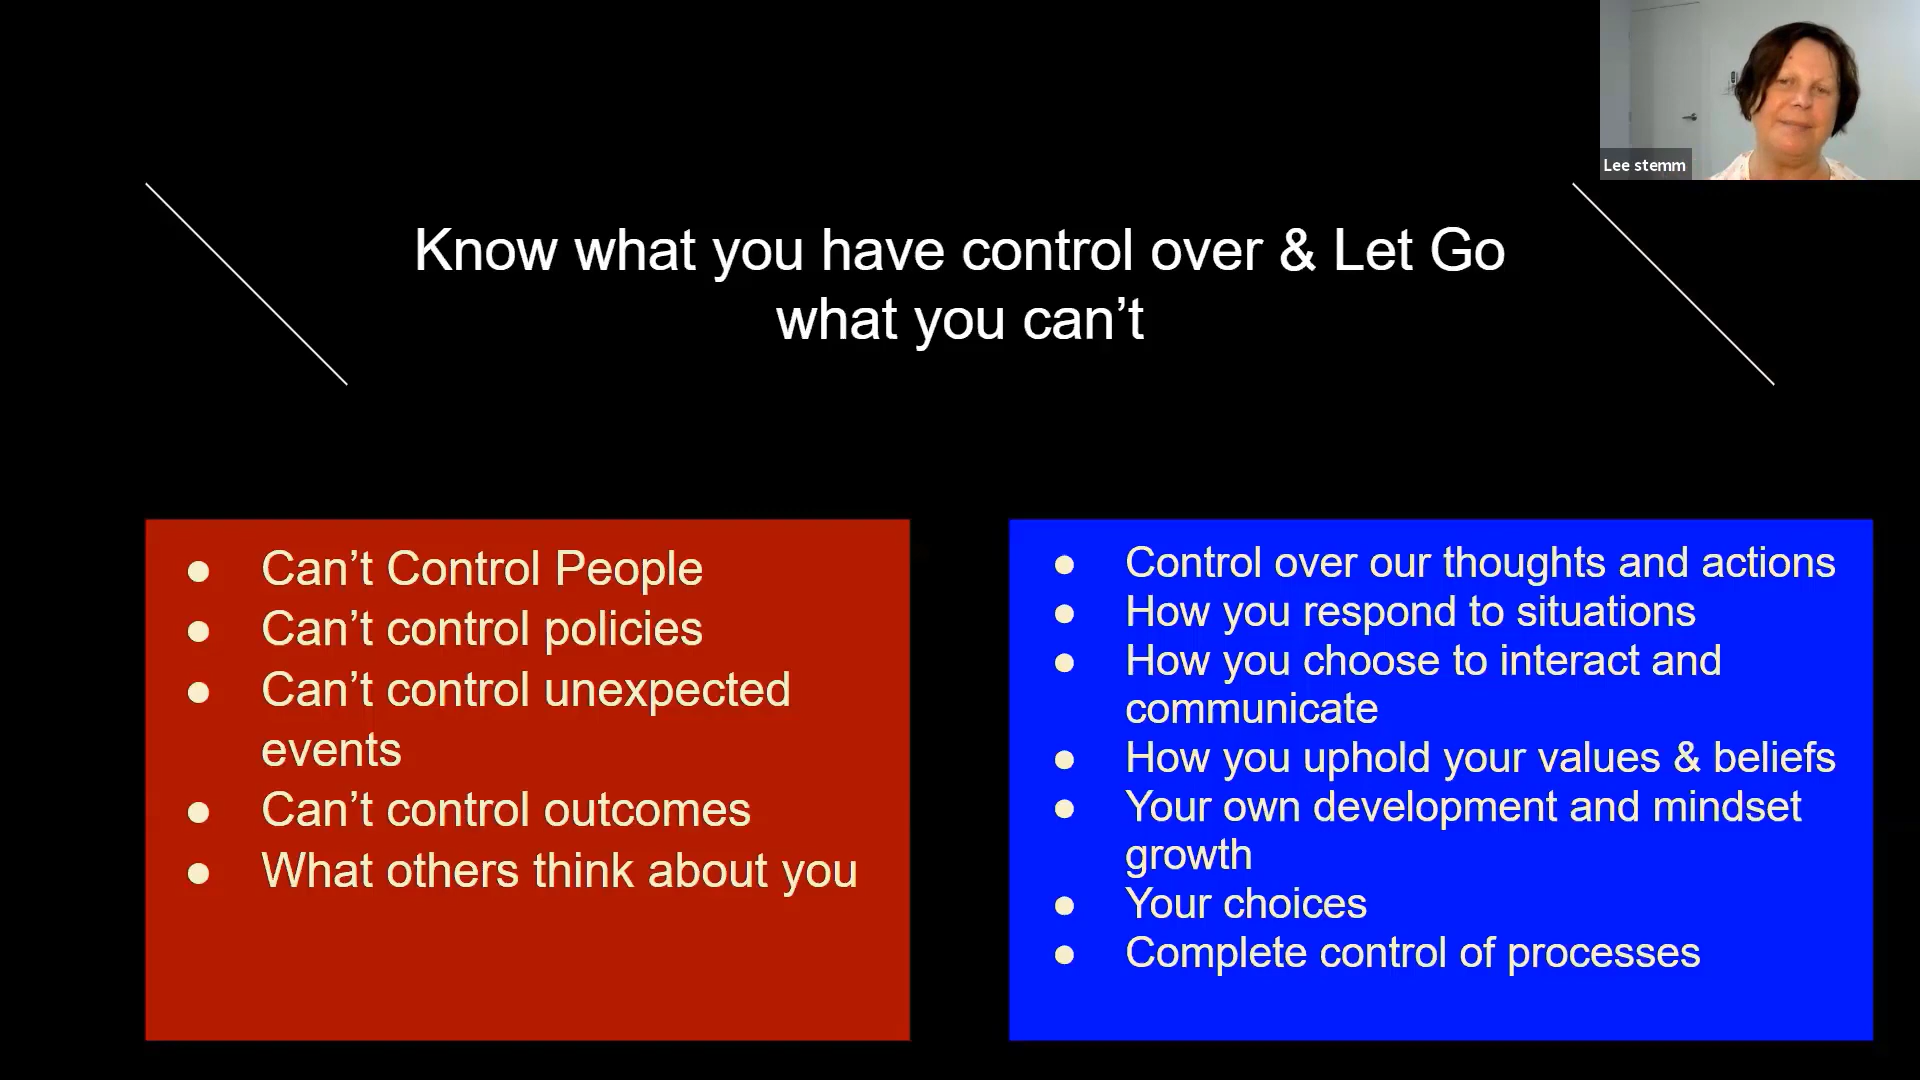 Lee stemm
Know what you have control over & Let Go
what you can’t
● Can’t Control People
● Can’t control policies
● Can’t control unexpected
events
● Can’t control outcomes
● What others think about you
● Control over our thoughts and actions
● How you respond to situations
● How you choose to interact and
communicate
● How you uphold your values & beliefs
● Your own development and mindset
growth
● Your choices
● Complete control of processes